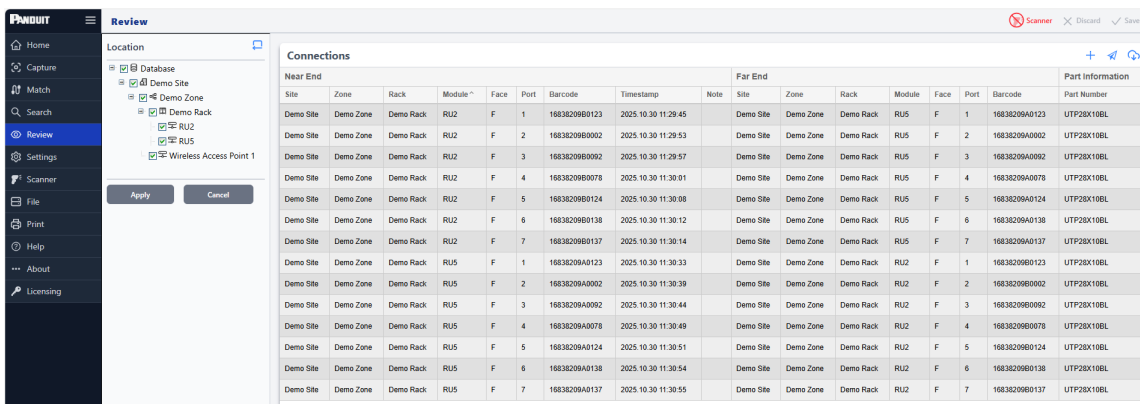 PANDUIT
Review
Scanner Discard Save
Home
Capture
Match
Search
Review
Settings
Scanner
File
Print
Help
About
Licensing
Location
Database
Demo Site
Demo Zone
Demo Rack
RU2
RU5
Wireless Access Point 1
Apply Cancel
Connections
Near End Far End Part Information
Site Zone Rack Module Face Port Barcode Timestamp Note Site Zone Rack Module Face Port Barcode Part Number
Demo Site Demo Zone Demo Rack RU2 F 1 16838209B0123 2025.10.30 11:29:45 Demo Site Demo Zone Demo Rack RU5 F 1 16838209A0123 UTP28X10BL
Demo Site Demo Zone Demo Rack RU2 F 2 16838209B0002 2025.10.30 11:29:53 Demo Site Demo Zone Demo Rack RU5 F 2 16838209A0002 UTP28X10BL
Demo Site Demo Zone Demo Rack RU2 F 3 16838209B0092 2025.10.30 11:29:57 Demo Site Demo Zone Demo Rack RU5 F 3 16838209A0092 UTP28X10BL
Demo Site Demo Zone Demo Rack RU2 F 4 16838209B0078 2025.10.30 11:30:01 Demo Site Demo Zone Demo Rack RU5 F 4 16838209A0078 UTP28X10BL
Demo Site Demo Zone Demo Rack RU2 F 5 16838209B0124 2025.10.30 11:30:08 Demo Site Demo Zone Demo Rack RU5 F 5 16838209A0124 UTP28X10BL
Demo Site Demo Zone Demo Rack RU2 F 6 16838209B0138 2025.10.30 11:30:12 Demo Site Demo Zone Demo Rack RU5 F 6 16838209A0138 UTP28X10BL
Demo Site Demo Zone Demo Rack RU2 F 7 16838209B0137 2025.10.30 11:30:14 Demo Site Demo Zone Demo Rack RU5 F 7 16838209A0137 UTP28X10BL
Demo Site Demo Zone Demo Rack RU5 F 1 16838209A0123 2025.10.30 11:30:33 Demo Site Demo Zone Demo Rack RU2 F 1 16838209B0123 UTP28X10BL
Demo Site Demo Zone Demo Rack RU5 F 2 16838209A0002 2025.10.30 11:30:39 Demo Site Demo Zone Demo Rack RU2 F 2 16838209B0002 UTP28X10BL
Demo Site Demo Zone Demo Rack RU5 F 3 16838209A0092 2025.10.30 11:30:44 Demo Site Demo Zone Demo Rack RU2 F 3 16838209B0092 UTP28X10BL
Demo Site Demo Zone Demo Rack RU5 F 4 16838209A0078 2025.10.30 11:30:49 Demo Site Demo Zone Demo Rack RU2 F 4 16838209B0078 UTP28X10BL
Demo Site Demo Zone Demo Rack RU5 F 5 16838209A0124 2025.10.30 11:30:51 Demo Site Demo Zone Demo Rack RU2 F 5 16838209B0124 UTP28X10BL
Demo Site Demo Zone Demo Rack RU5 F 6 16838209A0138 2025.10.30 11:30:54 Demo Site Demo Zone Demo Rack RU2 F 6 16838209B0138 UTP28X10BL
Demo Site Demo Zone Demo Rack RU5 F 7 16838209A0137 2025.10.30 11:30:55 Demo Site Demo Zone Demo Rack RU2 F 7 16838209B0137 UTP28X10BL